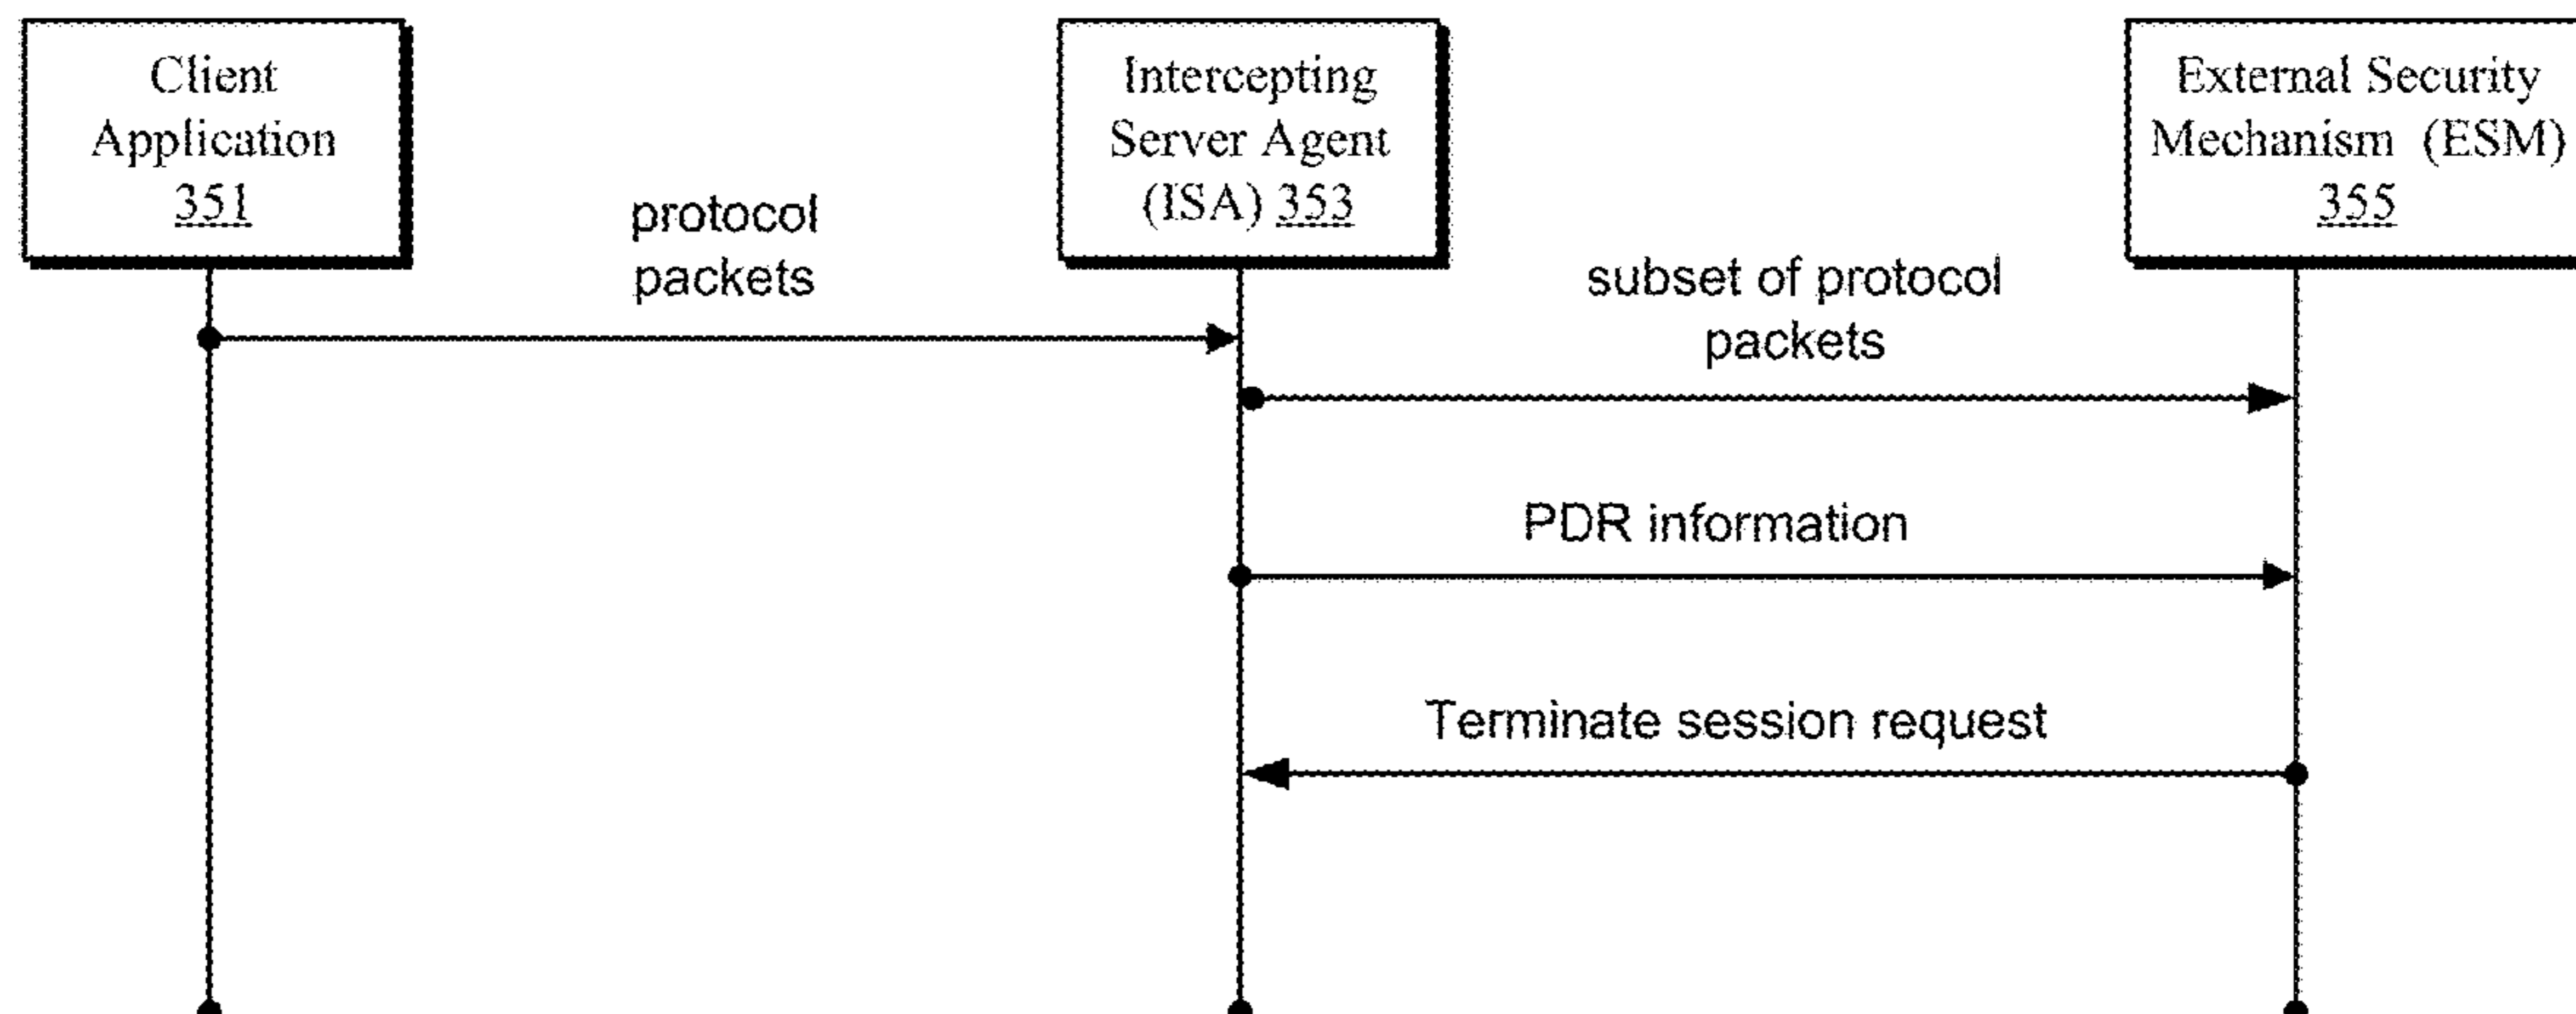 Client
Application
351
Intercepting
Server Agent
(ISA) 353
External Security
Mechanism (ESM)
355
protocol
packets
subset of protocol
packets
PDR information
Terminate session request